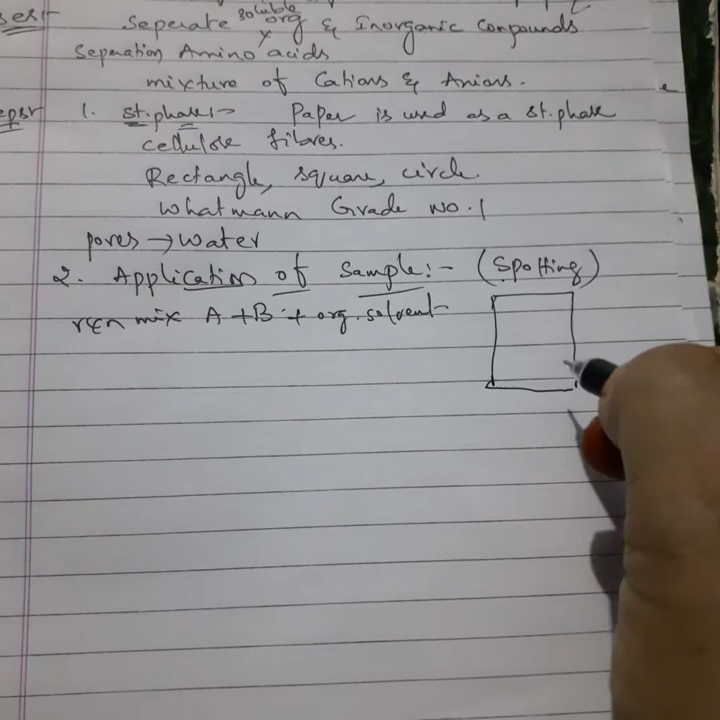 soluble
Seperate org & Inorganic Compounds
Seperation Amino acids
mixture of Cations & Anions.
1. st.phase:- Paper is used as a st.phase
cellulose fibres.
Rectangle, square, circle.
Whatmann Grade No.1
pores → water
2. Application of Sample:- (Spotting)
rxn mix A + B + org. solvent